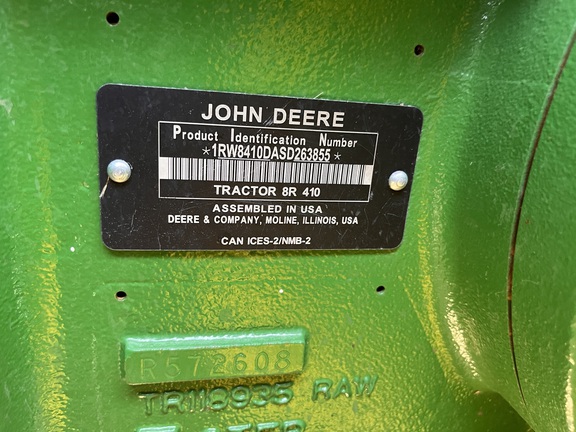 JOHN DEERE
Product Identification Number
*1RW8410DASD263855*
TRACTOR 8R 410
ASSEMBLED IN USA
DEERE & COMPANY, MOLINE, ILLINOIS, USA
CAN ICES-2/NMB-2
R572608
TR118935 RAW